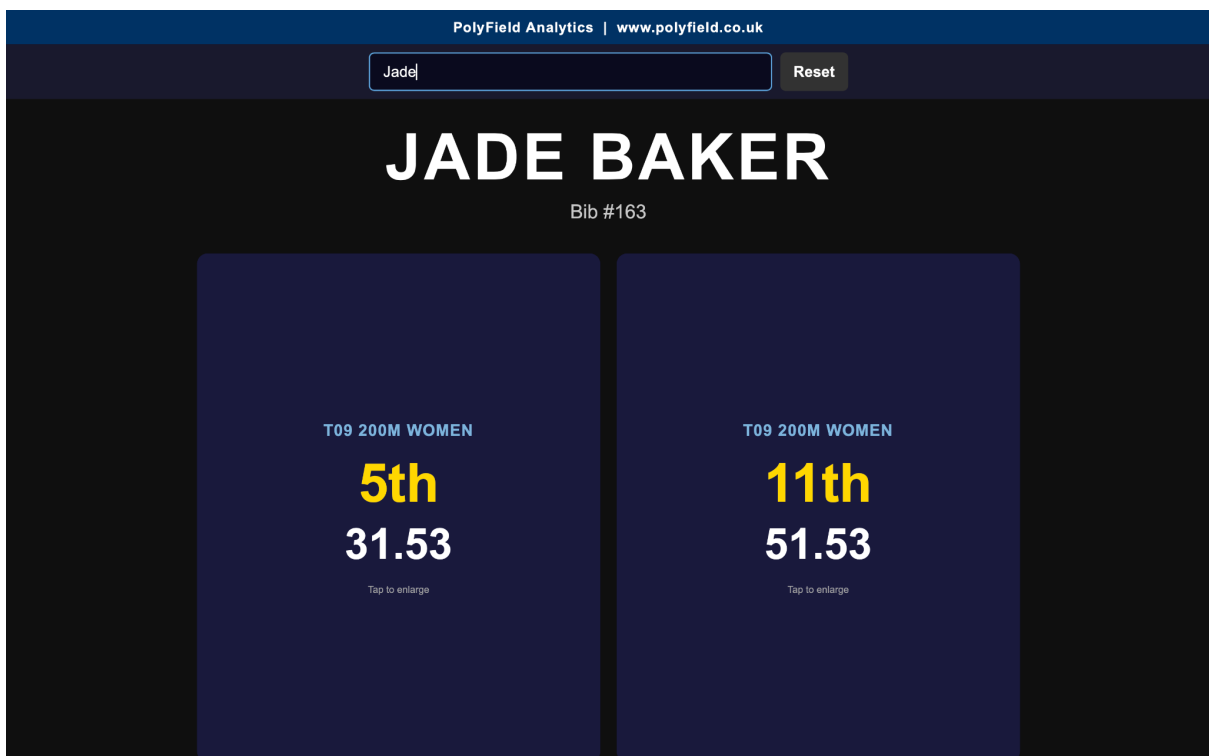 PolyField Analytics | www.polyfield.co.uk
Jade
Reset
JADE BAKER
Bib #163
T09 200M WOMEN
5th
31.53
Tap to enlarge
T09 200M WOMEN
11th
51.53
Tap to enlarge